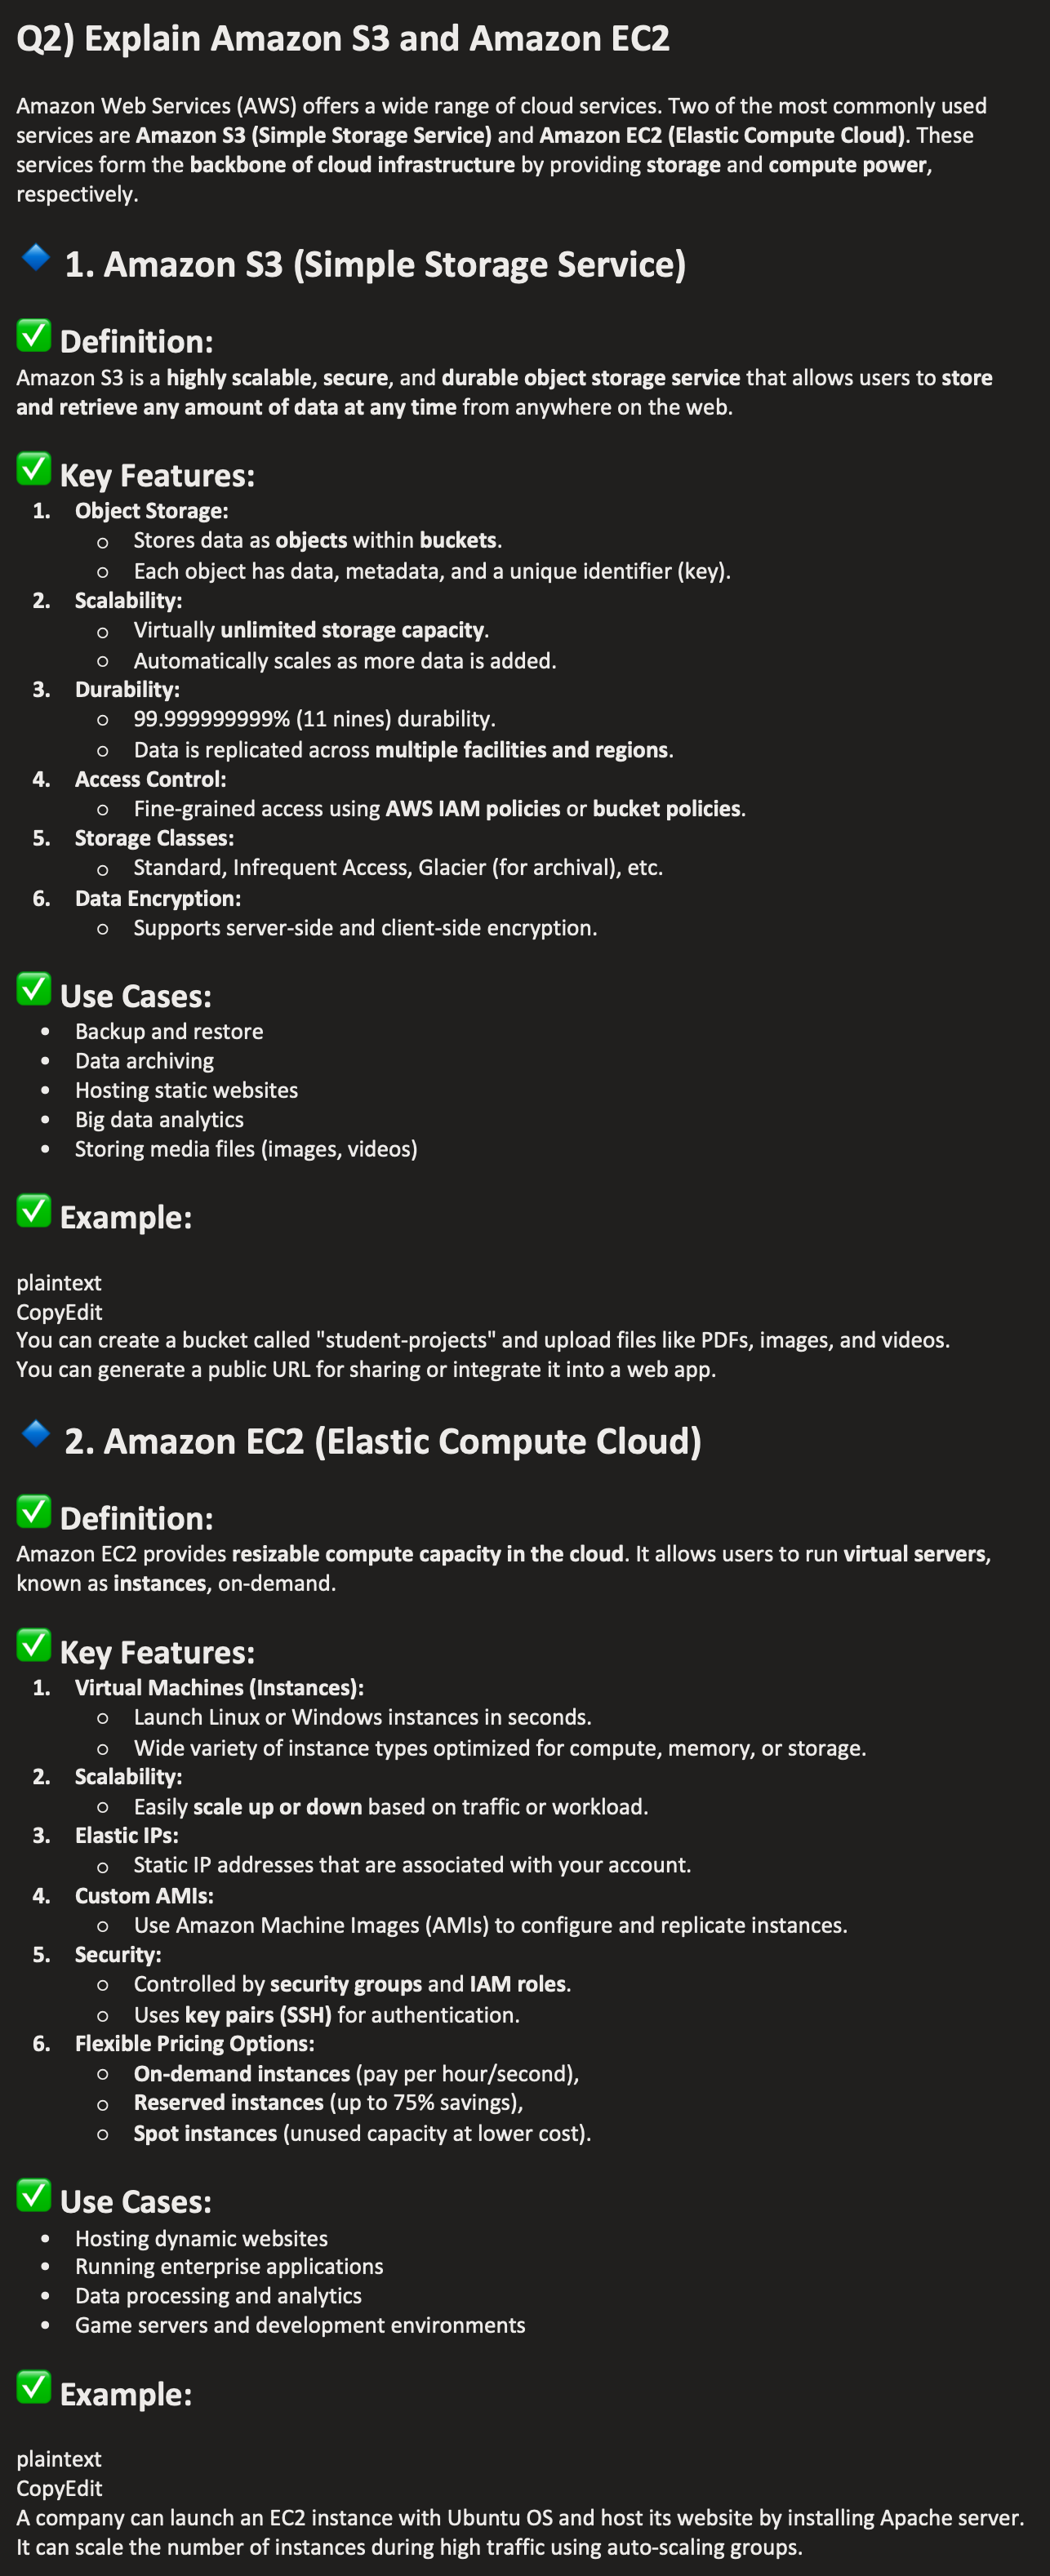 Q2) Explain Amazon S3 and Amazon EC2
Amazon Web Services (AWS) offers a wide range of cloud services. Two of the most commonly used
services are Amazon S3 (Simple Storage Service) and Amazon EC2 (Elastic Compute Cloud). These
services form the backbone of cloud infrastructure by providing storage and compute power,
respectively.
🔹 1. Amazon S3 (Simple Storage Service)
✅ Definition:
Amazon S3 is a highly scalable, secure, and durable object storage service that allows users to store
and retrieve any amount of data at any time from anywhere on the web.
✅ Key Features:
1. Object Storage:
○ Stores data as objects within buckets.
○ Each object has data, metadata, and a unique identifier (key).
2. Scalability:
○ Virtually unlimited storage capacity.
○ Automatically scales as more data is added.
3. Durability:
○ 99.999999999% (11 nines) durability.
○ Data is replicated across multiple facilities and regions.
4. Access Control:
○ Fine-grained access using AWS IAM policies or bucket policies.
5. Storage Classes:
○ Standard, Infrequent Access, Glacier (for archival), etc.
6. Data Encryption:
○ Supports server-side and client-side encryption.
✅ Use Cases:
• Backup and restore
• Data archiving
• Hosting static websites
• Big data analytics
• Storing media files (images, videos)
✅ Example:
plaintext
CopyEdit
You can create a bucket called "student-projects" and upload files like PDFs, images, and videos.
You can generate a public URL for sharing or integrate it into a web app.
🔹 2. Amazon EC2 (Elastic Compute Cloud)
✅ Definition:
Amazon EC2 provides resizable compute capacity in the cloud. It allows users to run virtual servers,
known as instances, on-demand.
✅ Key Features:
1. Virtual Machines (Instances):
○ Launch Linux or Windows instances in seconds.
○ Wide variety of instance types optimized for compute, memory, or storage.
2. Scalability:
○ Easily scale up or down based on traffic or workload.
3. Elastic IPs:
○ Static IP addresses that are associated with your account.
4. Custom AMIs:
○ Use Amazon Machine Images (AMIs) to configure and replicate instances.
5. Security:
○ Controlled by security groups and IAM roles.
○ Uses key pairs (SSH) for authentication.
6. Flexible Pricing Options:
○ On-demand instances (pay per hour/second),
○ Reserved instances (up to 75% savings),
○ Spot instances (unused capacity at lower cost).
✅ Use Cases:
• Hosting dynamic websites
• Running enterprise applications
• Data processing and analytics
• Game servers and development environments
✅ Example:
plaintext
CopyEdit
A company can launch an EC2 instance with Ubuntu OS and host its website by installing Apache server.
It can scale the number of instances during high traffic using auto-scaling groups.